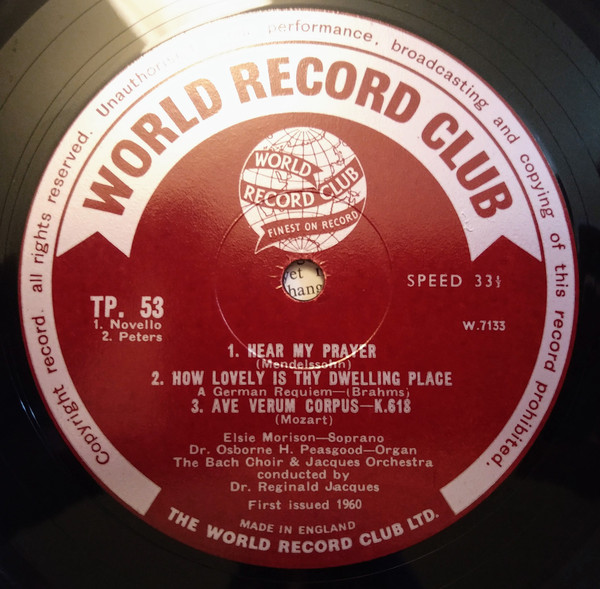 Copyright record. all rights reserved. Unauthorised performance, broadcasting and copying of this record prohibited.
WORLD RECORD CLUB
WORLD
RECORD CLUB
FINEST ON RECORD
yet
hang
SPEED 33⅓
TP. 53
1. Novello
2. Peters
W.7133
1. HEAR MY PRAYER
(Mendelssohn)
2. HOW LOVELY IS THY DWELLING PLACE
A German Requiem—(Brahms)
3. AVE VERUM CORPUS—K.618
(Mozart)
Elsie Morison—Soprano
Dr. Osborne H. Peasgood—Organ
The Bach Choir & Jacques Orchestra
conducted by
Dr. Reginald Jacques
First issued 1960
MADE IN ENGLAND
THE WORLD RECORD CLUB LTD.